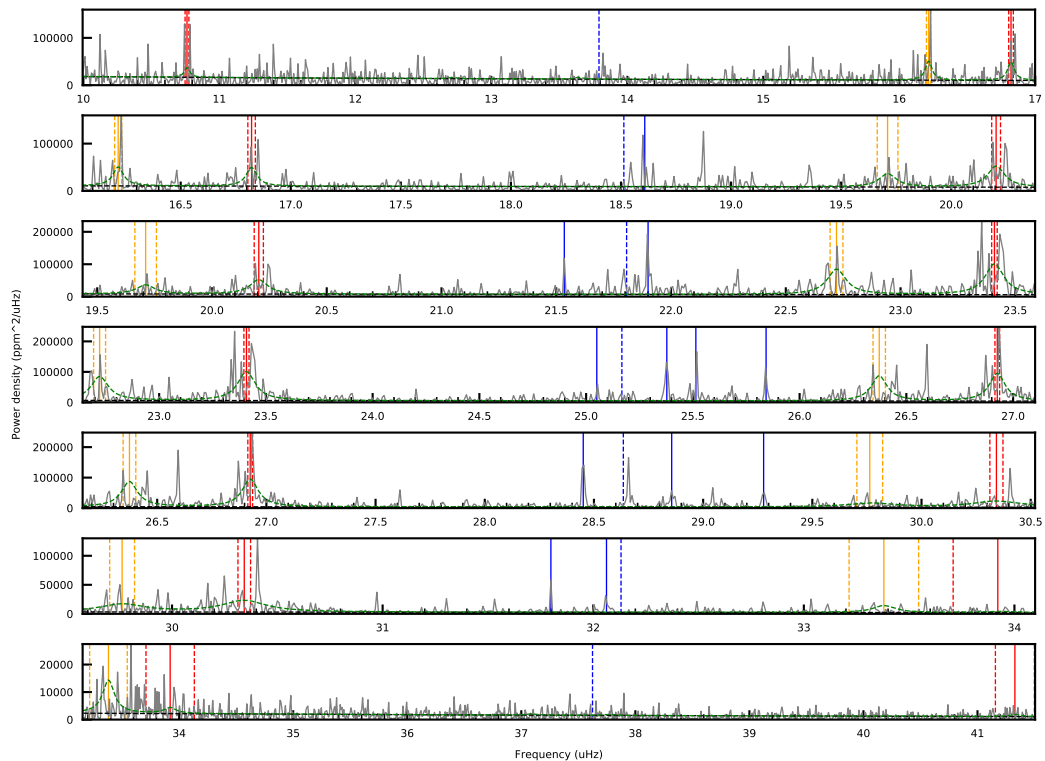 100000
0
10 11 12 13 14 15 16 17
100000
0
16.5 17.0 17.5 18.0 18.5 19.0 19.5 20.0
200000
100000
0
19.5 20.0 20.5 21.0 21.5 22.0 22.5 23.0 23.5
200000
100000
0
23.0 23.5 24.0 24.5 25.0 25.5 26.0 26.5 27.0
Power density (ppm^2/uHz)
200000
100000
0
26.5 27.0 27.5 28.0 28.5 29.0 29.5 30.0 30.5
100000
50000
0
30 31 32 33 34
20000
10000
0
34 35 36 37 38 39 40 41
Frequency (uHz)